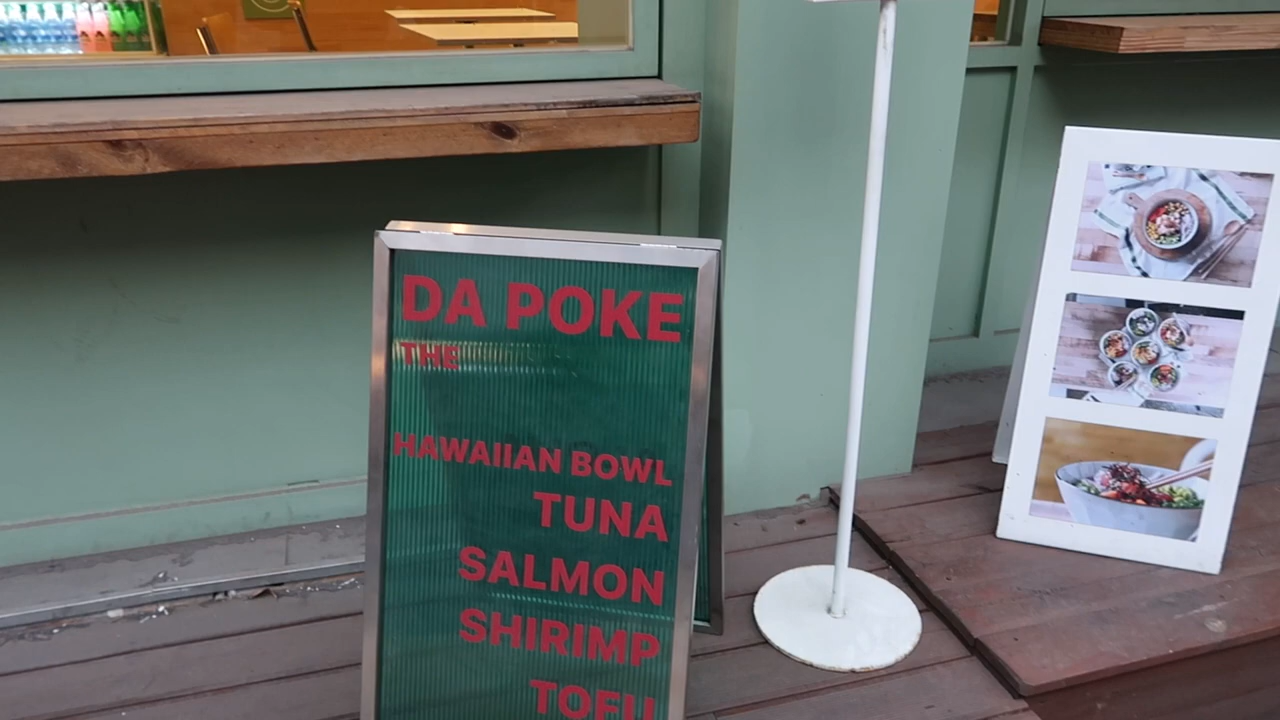 DA POKE
THE
HAWAIIAN BOWL
TUNA
SALMON
SHIRIMP
TOFU